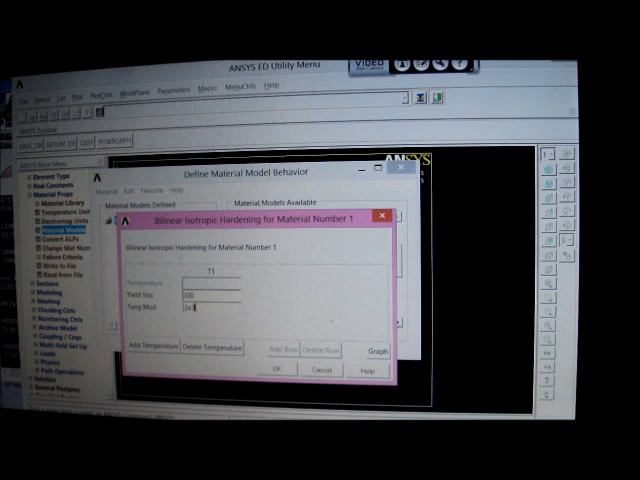 ANSYS ED Utility Menu
VIDEO
File Select List Plot PlotCtrls WorkPlane Parameters Macro MenuCtrls Help
ANSYS Toolbar
SAVE_DB RESUM_DB QUIT POWRGRPH
ANSYS Main Menu
Element Type
Real Constants
Material Props
Material Library
Temperature Unit
Electromag Units
Material Models
Convert ALPx
Change Mat Num
Failure Criteria
Write to File
Read from File
Sections
Modeling
Meshing
Checking Ctrls
Numbering Ctrls
Archive Model
Coupling / Ceqn
Multi-field Set Up
Loads
Physics
Path Operations
Solution
General Postproc
ANSYS
Define Material Model Behavior
Material Edit Favorite Help
Material Models Defined
Material Models Available
Bilinear Isotropic Hardening for Material Number 1
Bilinear Isotropic Hardening for Material Number 1
T1
Temperature
Yield Stss 300
Tang Mod
Add Temperature Delete Temperature
Add Row Delete Row
Graph
OK Cancel Help